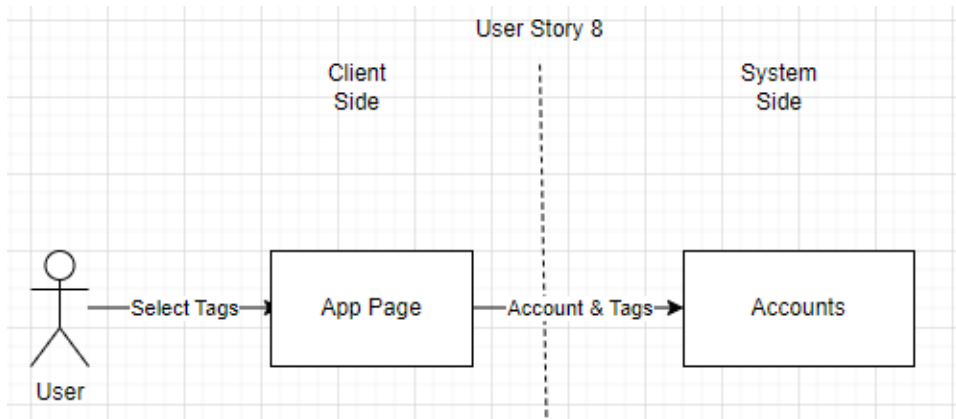 User Story 8
Client
Side
System
Side
Select Tags
App Page
Account & Tags
Accounts
User